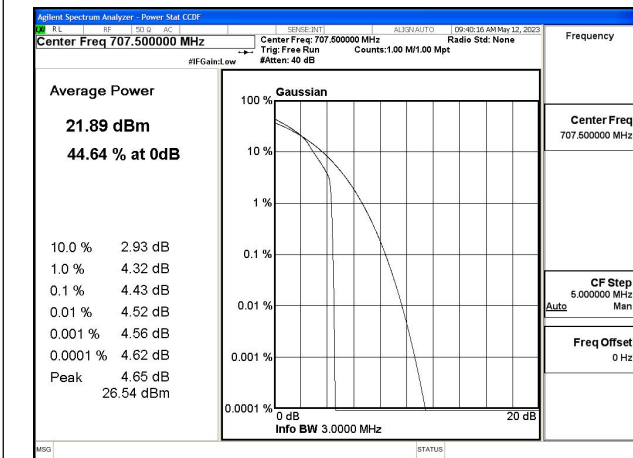 Agilent Spectrum Analyzer - Power Stat CCDF
RL RF 50 Ω AC SENSE:INT ALIGN AUTO 09:40:16 AM May 12, 2023
Center Freq 707.500000 MHz
Center Freq: 707.500000 MHz Radio Std: None
Trig: Free Run Counts:1.00 M/1.00 Mpt
#IFGain:Low #Atten: 40 dB
Frequency
Average Power
21.89 dBm
44.64 % at 0dB
10.0 % 2.93 dB
1.0 % 4.32 dB
0.1 % 4.43 dB
0.01 % 4.52 dB
0.001 % 4.56 dB
0.0001 % 4.62 dB
Peak 4.65 dB
26.54 dBm
Gaussian
100 %
10 %
1 %
0.1 %
0.01 %
0.001 %
0.0001 %
0 dB 20 dB
Info BW 3.0000 MHz
Center Freq
707.500000 MHz
CF Step
5.000000 MHz
Auto Man
Freq Offset
0 Hz
MSG STATUS